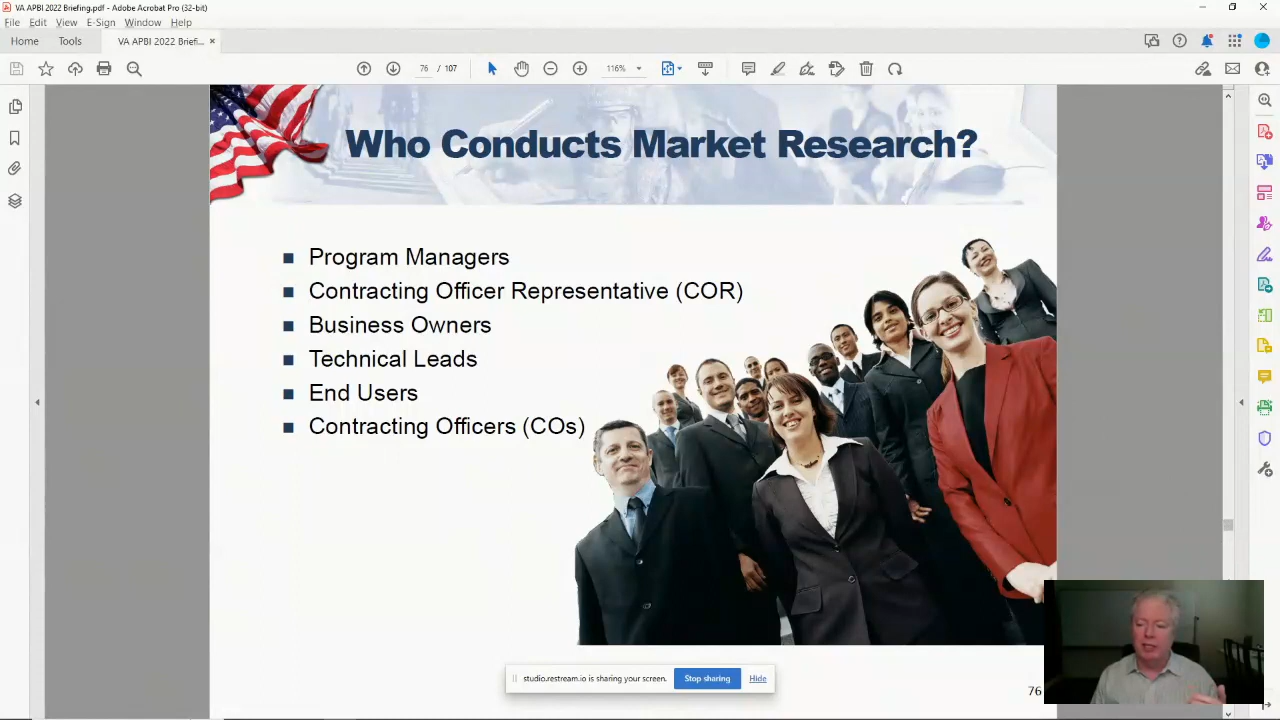 VA APBI 2022 Briefing.pdf - Adobe Acrobat Pro (32-bit)
File Edit View E-Sign Window Help
Home Tools VA APBI 2022 Briefi... ×
76 / 107 116%
Who Conducts Market Research?
Program Managers
Contracting Officer Representative (COR)
Business Owners
Technical Leads
End Users
Contracting Officers (COs)
studio.restream.io is sharing your screen. Stop sharing Hide
76